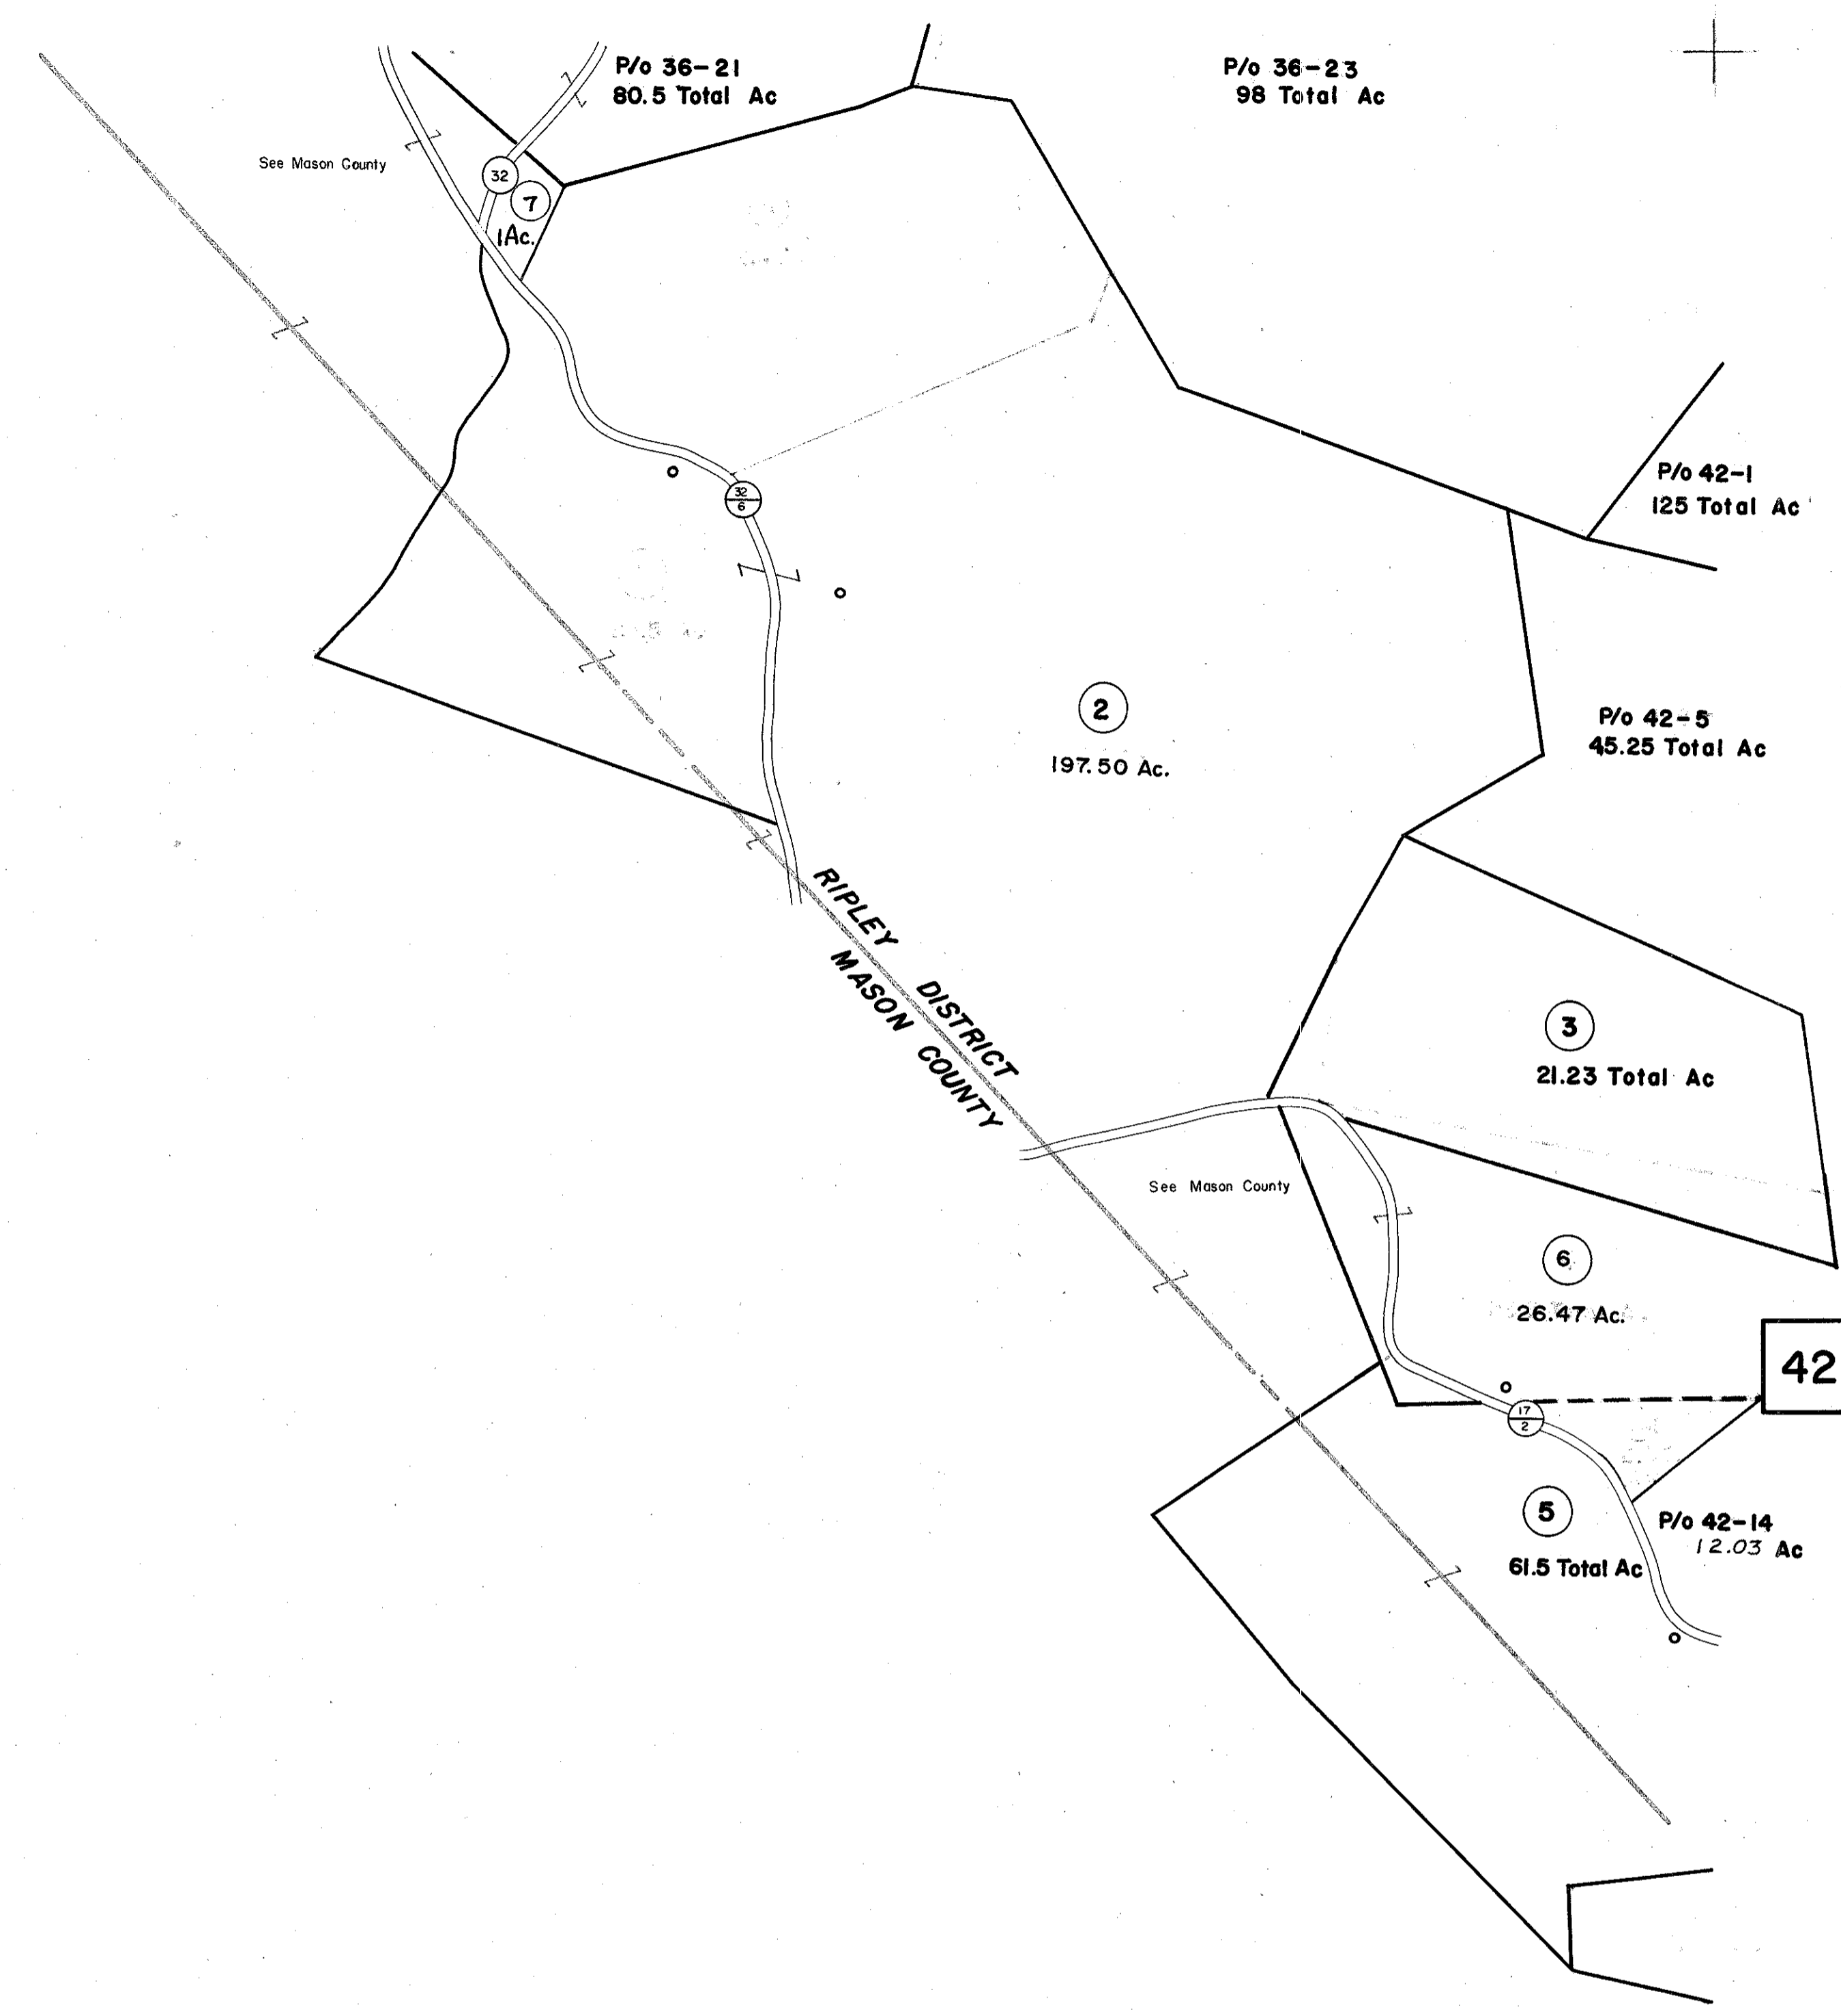 P/o 36-21
80.5 Total Ac
P/o 36-23
98 Total Ac
See Mason County
32
7
1Ac.
P/o 42-1
125 Total Ac
32
6
2
197.50 Ac.
P/o 42-5
45.25 Total Ac
RIPLEY DISTRICT
MASON COUNTY
3
21.23 Total Ac
See Mason County
6
26.47 Ac.
42
17
2
5
61.5 Total Ac
P/o 42-14
12.03 Ac